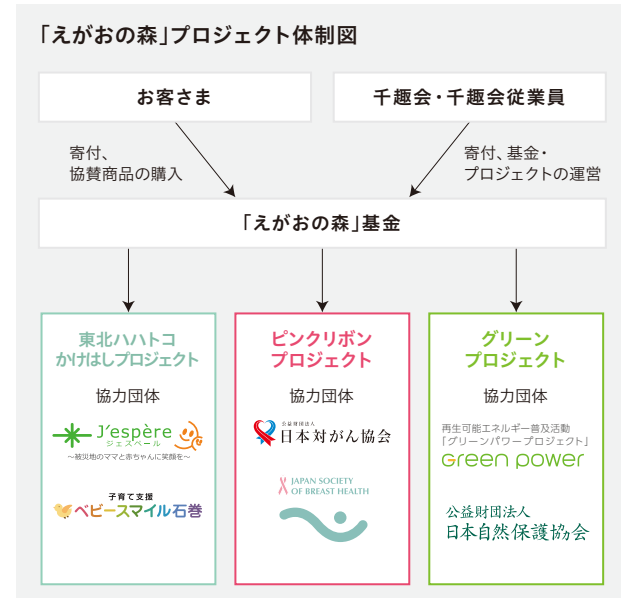 「えがおの森」プロジェクト体制図
お客さま
千趣会・千趣会従業員
寄付、
協賛商品の購入
寄付、基金・
プロジェクトの運営
「えがおの森」基金
東北ハハトコ
かけはしプロジェクト
協力団体
J'espère
ジェスペール
～被災地のママと赤ちゃんに笑顔を～
子育て支援
ベビースマイル石巻
ピンクリボン
プロジェクト
協力団体
公益財団法人
日本対がん協会
JAPAN SOCIETY
OF BREAST HEALTH
グリーン
プロジェクト
協力団体
再生可能エネルギー普及活動
「グリーンパワープロジェクト」
Green power
公益財団法人
日本自然保護協会